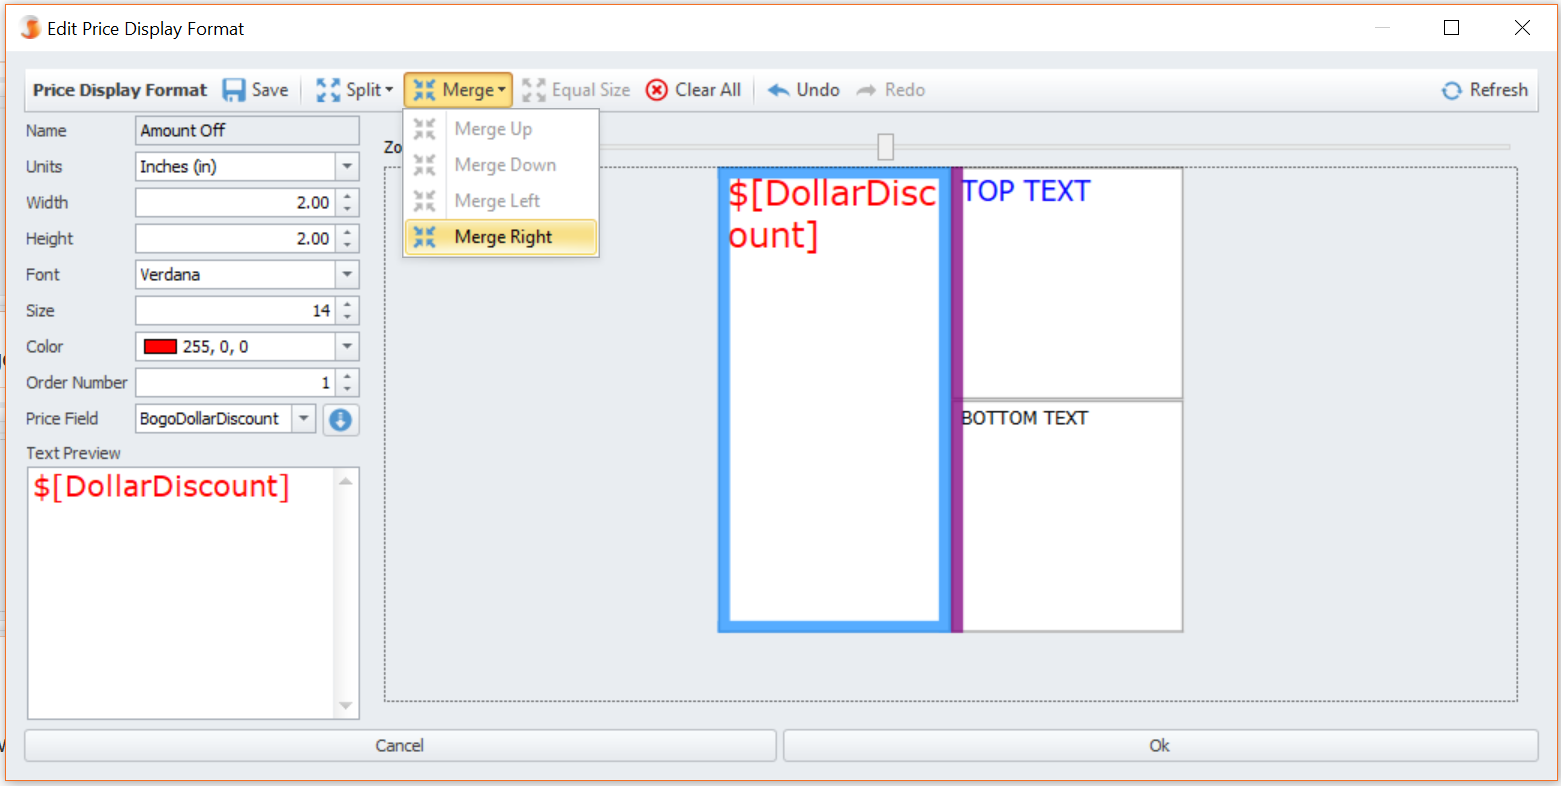 Edit Price Display Format
Price Display Format Save Split Merge Equal Size Clear All Undo Redo Refresh
Merge Up
Merge Down
Merge Left
Merge Right
Name Amount Off
Units Inches (in)
Width 2.00
Height 2.00
Font Verdana
Size 14
Color 255, 0, 0
Order Number 1
Price Field BogoDollarDiscount
Text Preview
$[DollarDiscount]
Zo
$[DollarDisc
ount]
TOP TEXT
BOTTOM TEXT
Cancel Ok